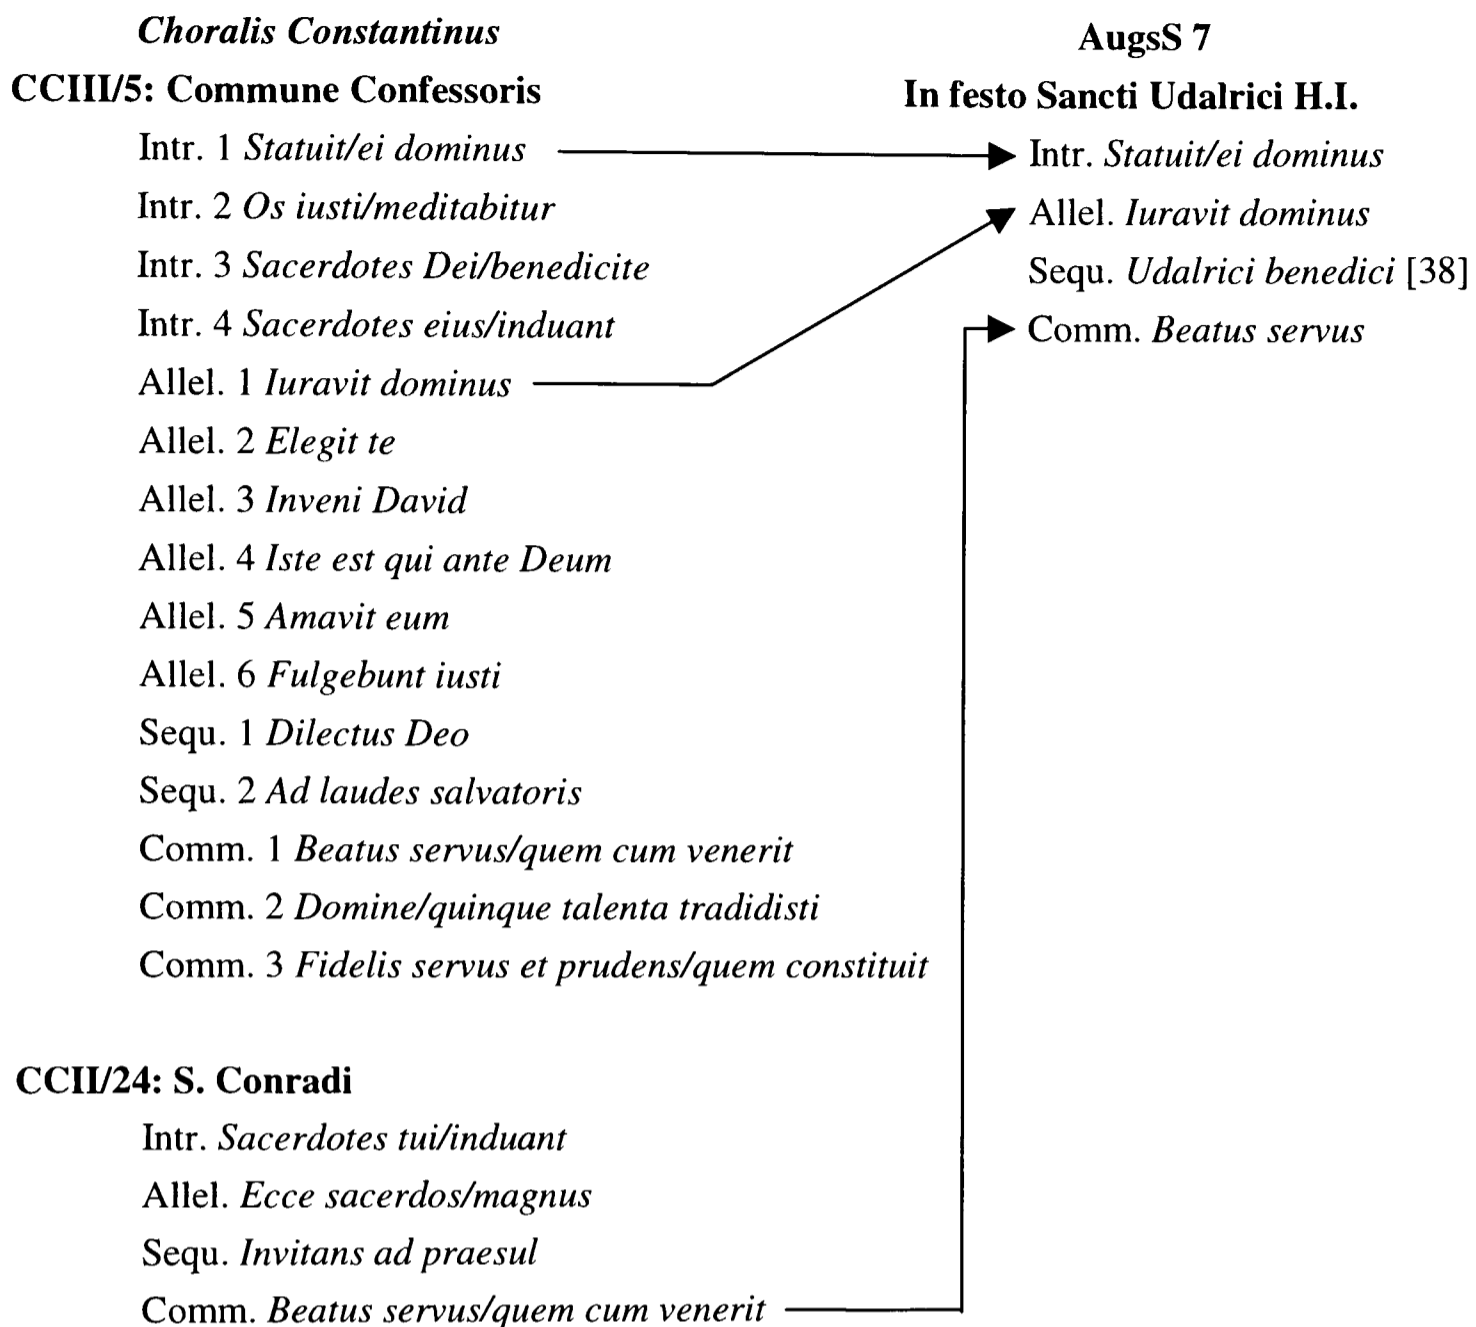 Choralis Constantinus
CCIII/5: Commune Confessoris
Intr. 1 Statuit/ei dominus
Intr. 2 Os iusti/meditabitur
Intr. 3 Sacerdotes Dei/benedicite
Intr. 4 Sacerdotes eius/induant
Allel. 1 Iuravit dominus
Allel. 2 Elegit te
Allel. 3 Inveni David
Allel. 4 Iste est qui ante Deum
Allel. 5 Amavit eum
Allel. 6 Fulgebunt iusti
Sequ. 1 Dilectus Deo
Sequ. 2 Ad laudes salvatoris
Comm. 1 Beatus servus/quem cum venerit
Comm. 2 Domine/quinque talenta tradidisti
Comm. 3 Fidelis servus et prudens/quem constituit
CCII/24: S. Conradi
Intr. Sacerdotes tui/induant
Allel. Ecce sacerdos/magnus
Sequ. Invitans ad praesul
Comm. Beatus servus/quem cum venerit
AugsS 7
In festo Sancti Udalrici H.I.
Intr. Statuit/ei dominus
Allel. Iuravit dominus
Sequ. Udalrici benedici [38]
Comm. Beatus servus